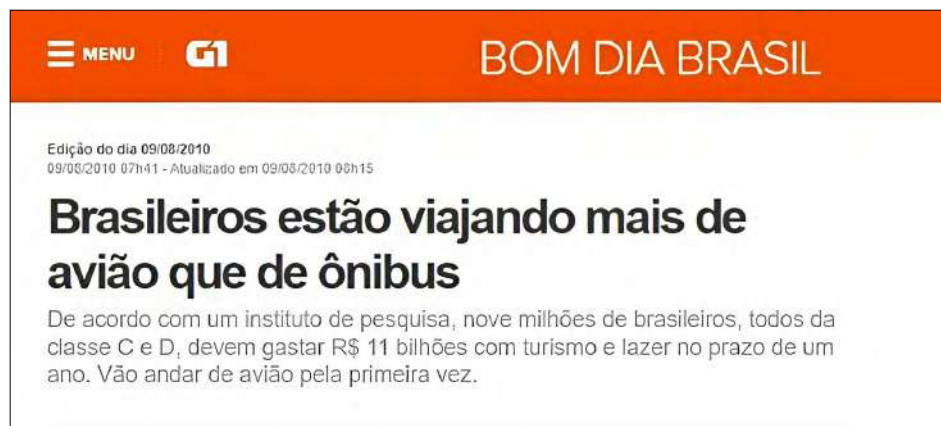 MENU G1 BOM DIA BRASIL
Edição do dia 09/08/2010
09/08/2010 07h41 - Atualizado em 09/08/2010 08h15
Brasileiros estão viajando mais de
avião que de ônibus
De acordo com um instituto de pesquisa, nove milhões de brasileiros, todos da
classe C e D, devem gastar R$ 11 bilhões com turismo e lazer no prazo de um
ano. Vão andar de avião pela primeira vez.